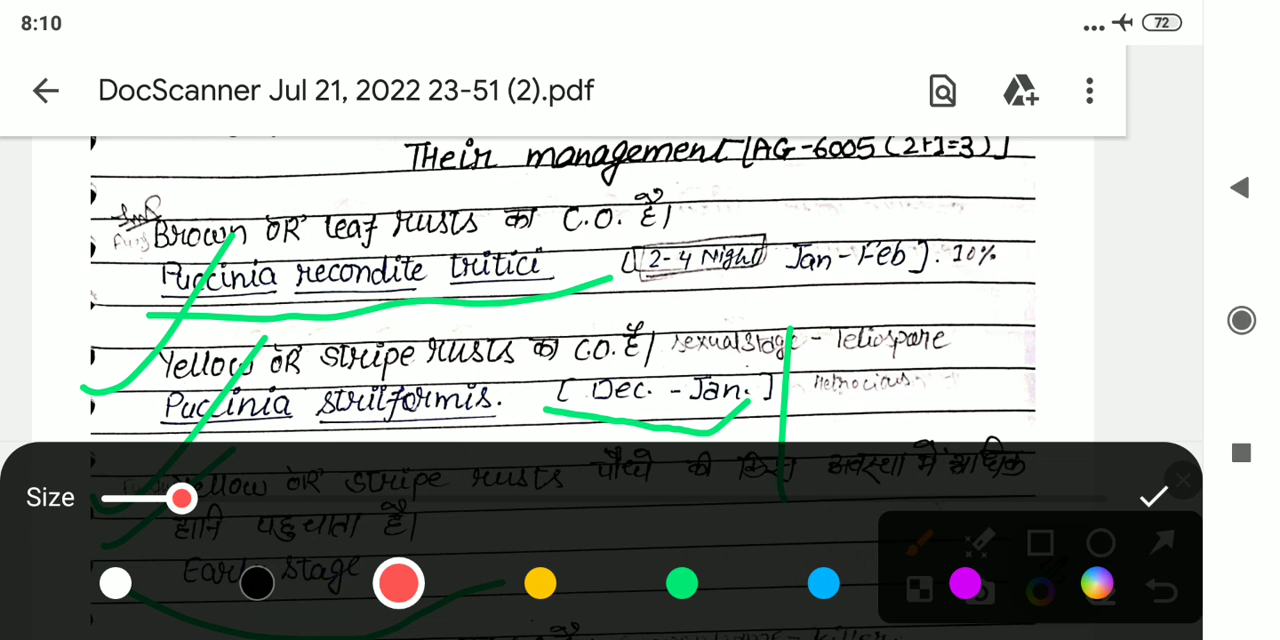 8:10
72
DocScanner Jul 21, 2022 23-51 (2).pdf
THeir management [AG-6005 (2+1=3)]
Brown OR leaf rusts का C.O. है।
Puccinia recondite tritici [2-4 Night Jan-Feb]. 10%
Yellow OR stripe rusts का C.O. है। sexual stage - Teliospore
Puccinia striiformis. [Dec. - Jan.] Hetrocious
Yellow OR stripe rusts पौधो की किस अवस्था में अधिक
Size
हानि पहुचाता है।
Early stage